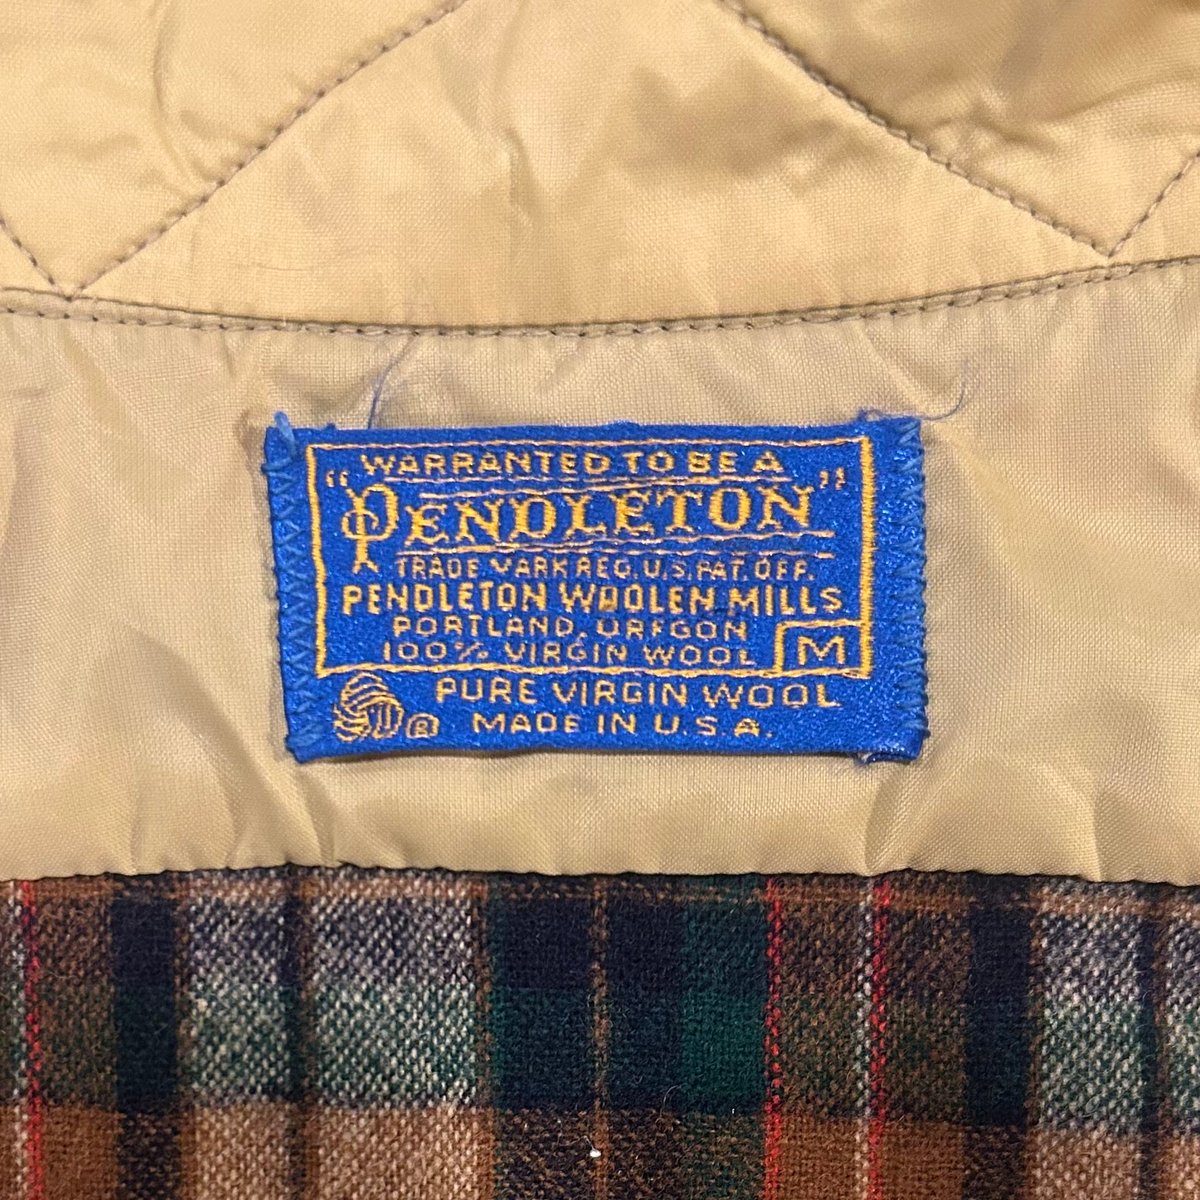 WARRANTED TO BE A
"PENDLETON"
TRADE MARK REG. U.S. PAT. OFF.
PENDLETON WOOLEN MILLS
PORTLAND, OREGON
100% VIRGIN WOOL
M
PURE VIRGIN WOOL
® MADE IN U.S.A.